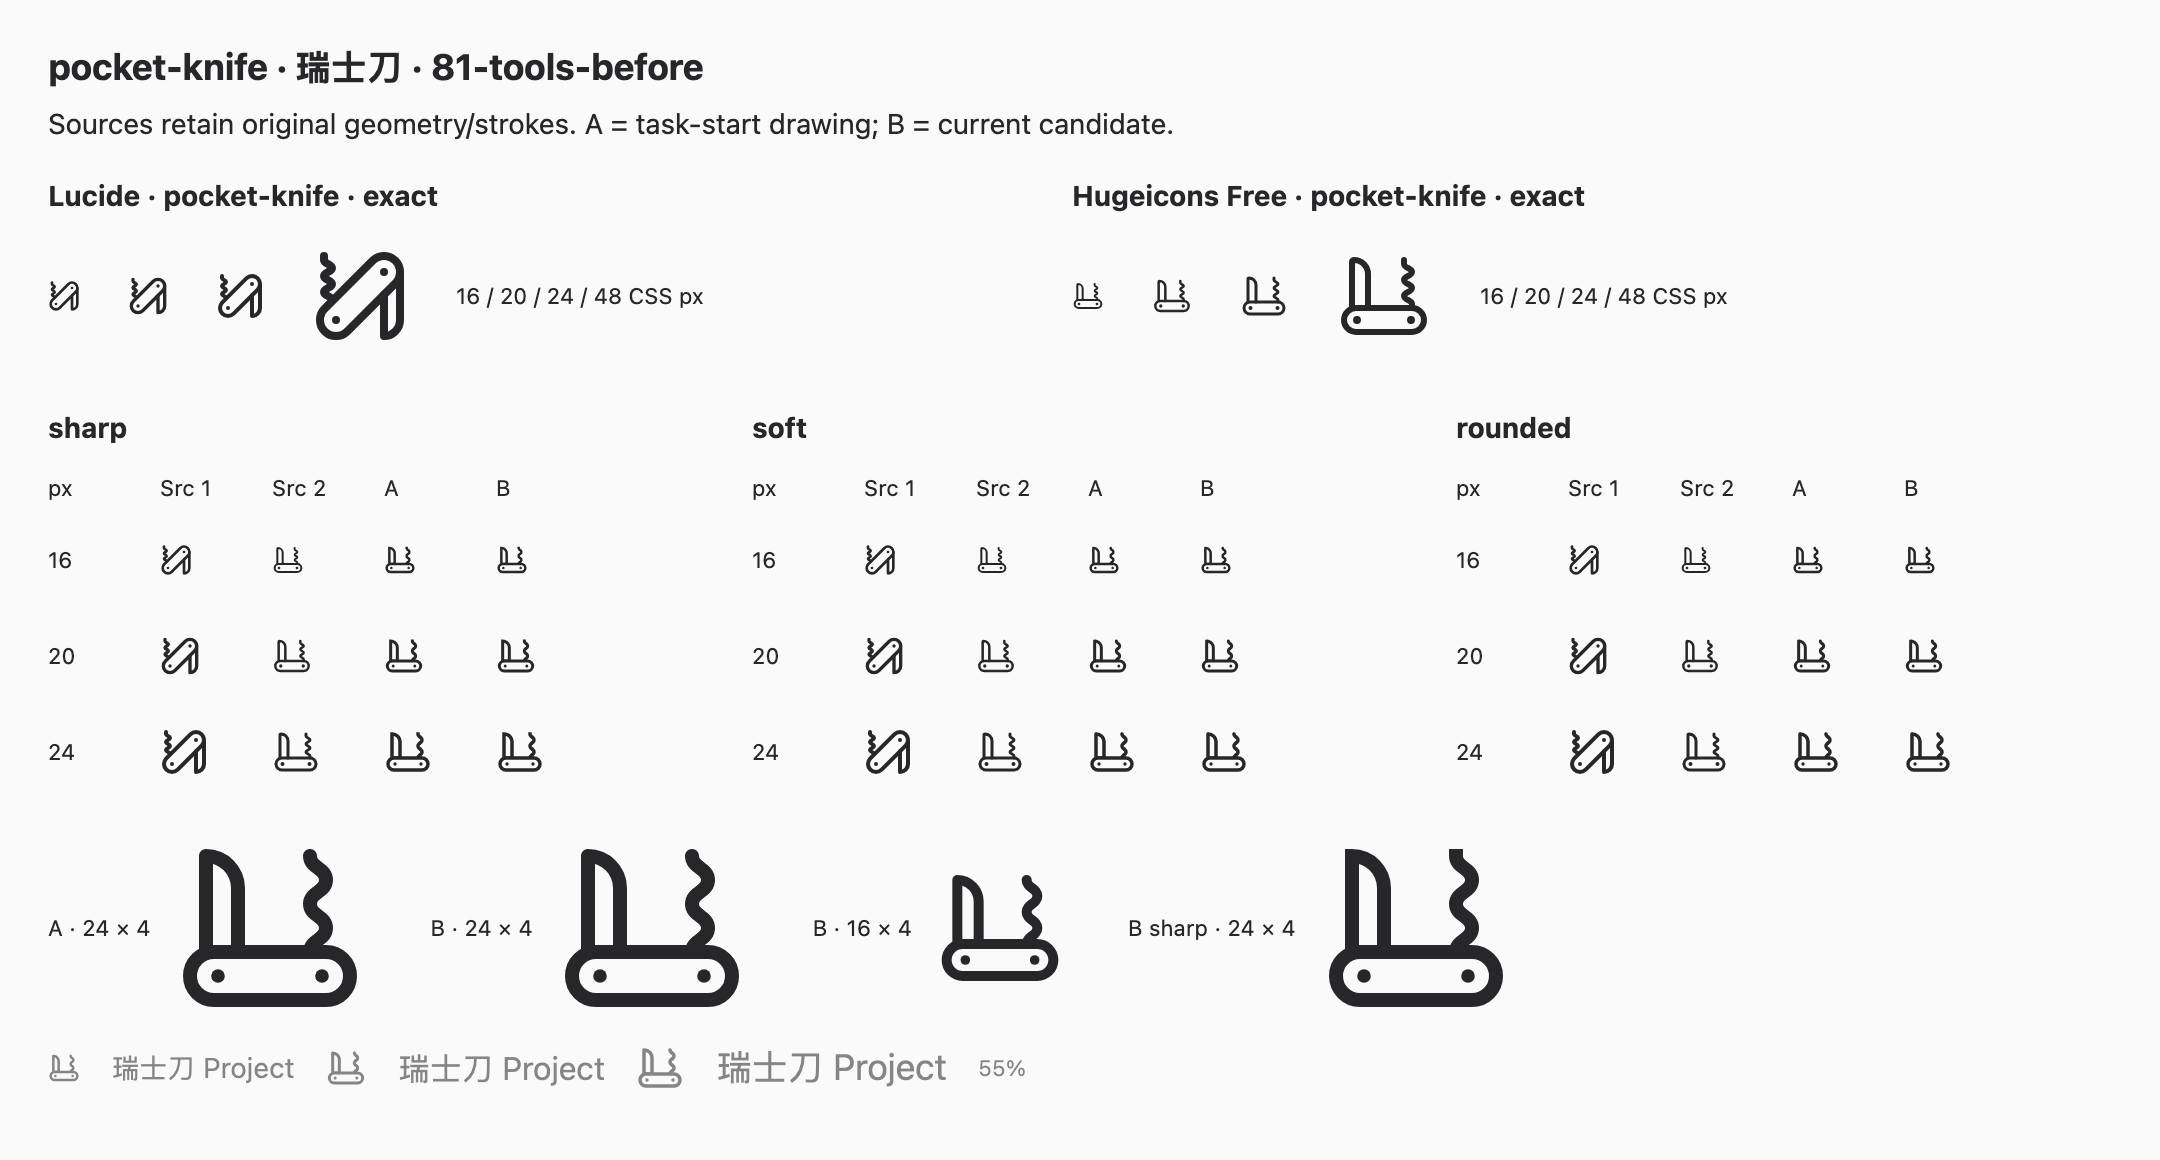 pocket-knife · 瑞士刀 · 81-tools-before
Sources retain original geometry/strokes. A = task-start drawing; B = current candidate.
Lucide · pocket-knife · exact
Hugeicons Free · pocket-knife · exact
16 / 20 / 24 / 48 CSS px
16 / 20 / 24 / 48 CSS px
sharp
soft
rounded
px Src 1 Src 2 A B
px Src 1 Src 2 A B
px Src 1 Src 2 A B
16
16
16
20
20
20
24
24
24
A · 24 × 4
B · 24 × 4
B · 16 × 4
B sharp · 24 × 4
瑞士刀 Project
瑞士刀 Project
瑞士刀 Project
55%